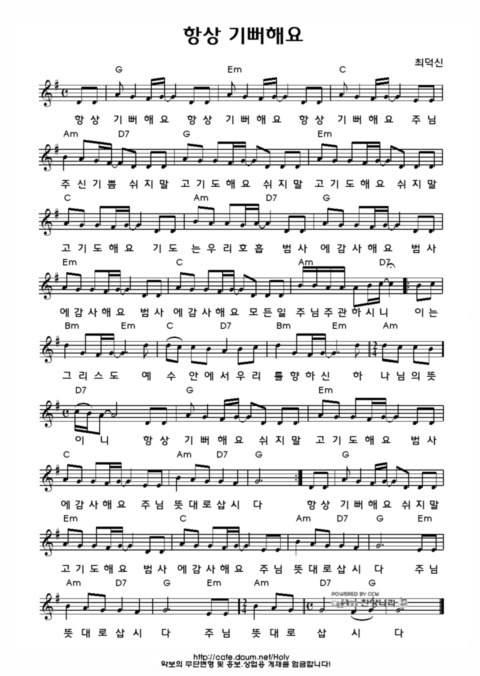 항상 기뻐해요
최덕신
G Em C
항상 기뻐해요 항상 기뻐해요 항상 기뻐해요 주님
Am D7 G Em
주신기쁨 쉬지말 고기도해요 쉬지말 고기도해요 쉬지말
C Am D7 G
고기도해요 기도 는우리호흡 범사 에감사해요 범사
Em C Am D7
에감사해요 범사 에감사해요 모든일 주님주관하시니 이는
Bm Em C D7 Bm Em Am
그리스도 예수 안에서우리 를향하신 하나님의뜻
D7 G Em
이니 항상 기뻐해요 쉬지말 고기도해요 범사
C Am D7 G G
에감사해요 주님 뜻대로삽시다 항상 기뻐해요 쉬지말
Em C Am D7 G
고기도해요 범사 에감사해요 주님 뜻대로삽시다 주님
Am D7 G Em Am D7 G
POWERED BY CCM
뜻대로삽시다 주님 뜻대로 삽시다
http://cafe.daum.net/Holy
악보의 무단변형 및 홍보.상업용 게재를 엄금합니다!